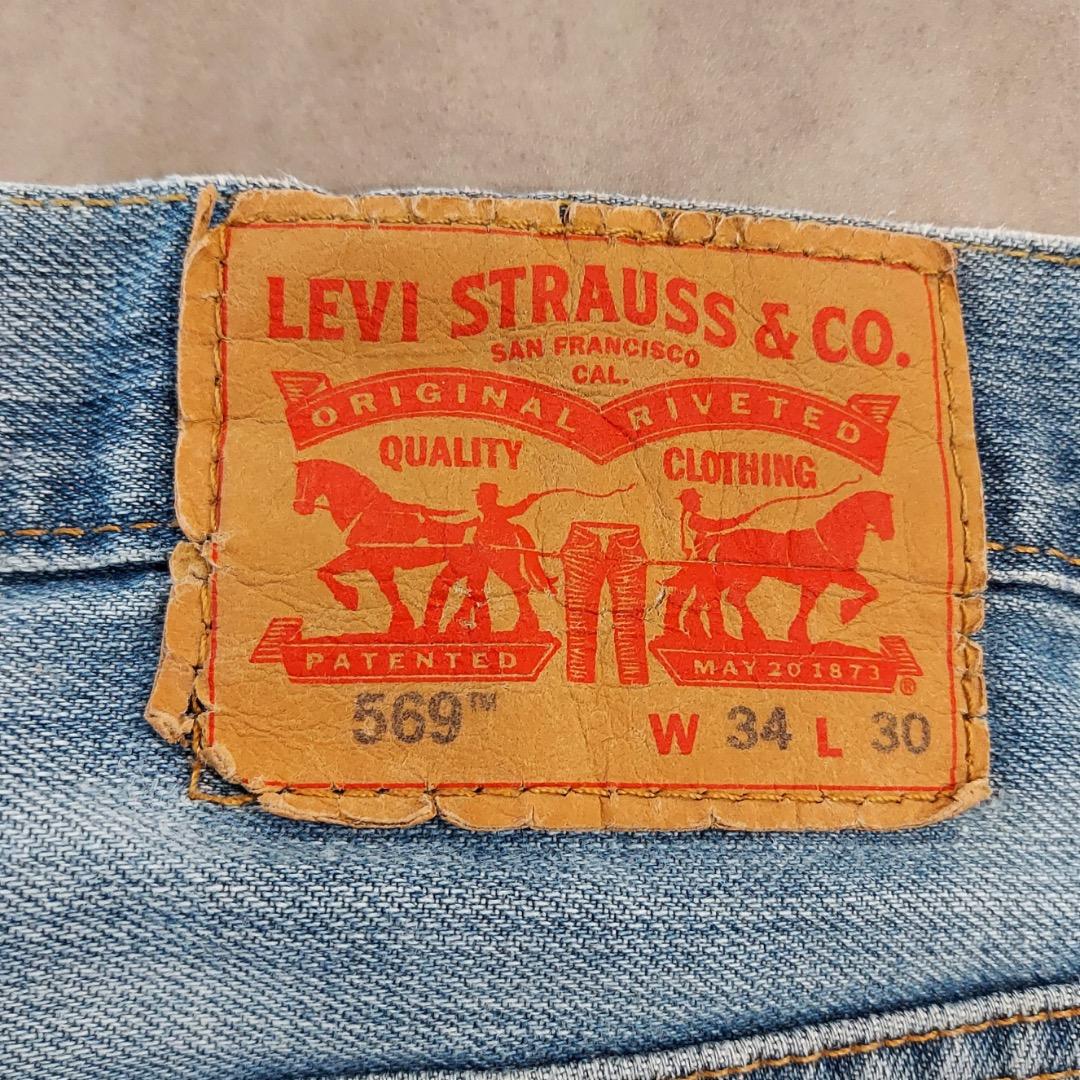 LEVI STRAUSS & CO.
SAN FRANCISCO
CAL.
ORIGINAL RIVETED
QUALITY CLOTHING
PATENTED MAY 20 1873 ®
569™ W 34 L 30